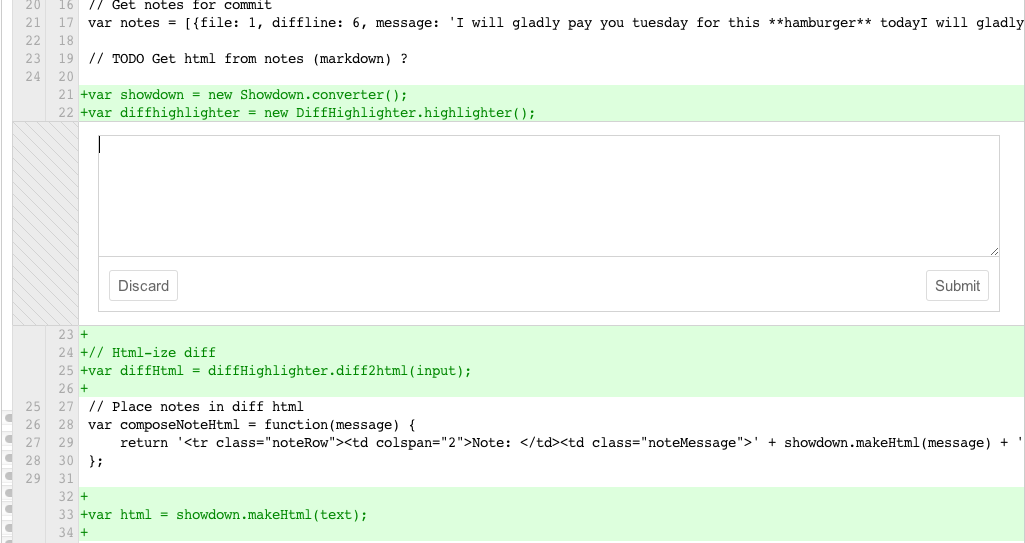 20 16 // Get notes for commit
21 17 var notes = [{file: 1, diffline: 6, message: 'I will gladly pay you tuesday for this **hamburger** todayI will gladly
22 18
23 19 // TODO Get html from notes (markdown) ?
24 20
21 +var showdown = new Showdown.converter();
22 +var diffhighlighter = new DiffHighlighter.highlighter();
Discard Submit
23 +
24 +// Html-ize diff
25 +var diffHtml = diffHighlighter.diff2html(input);
26 +
25 27 // Place notes in diff html
26 28 var composeNoteHtml = function(message) {
27 29 return '<tr class="noteRow"><td colspan="2">Note: </td><td class="noteMessage">' + showdown.makeHtml(message) + '
28 30 };
29 31
32 +
33 +var html = showdown.makeHtml(text);
34 +